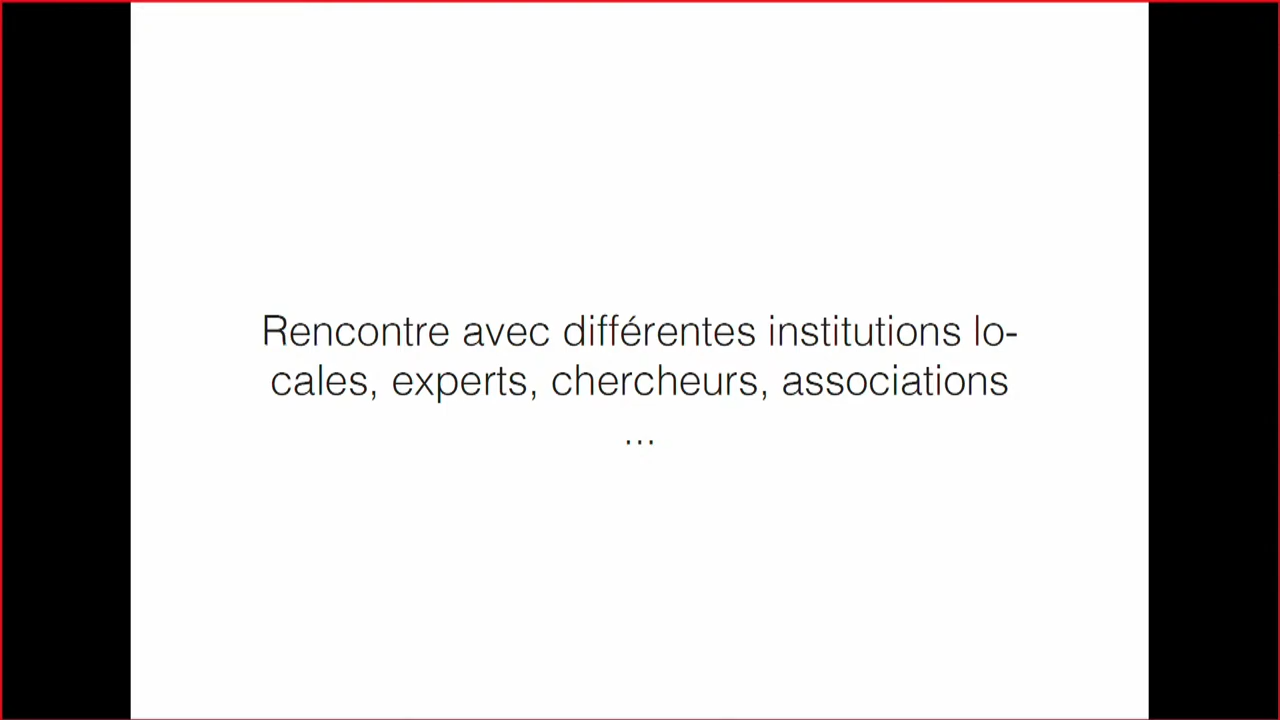 Rencontre avec différentes institutions lo-
cales, experts, chercheurs, associations
...